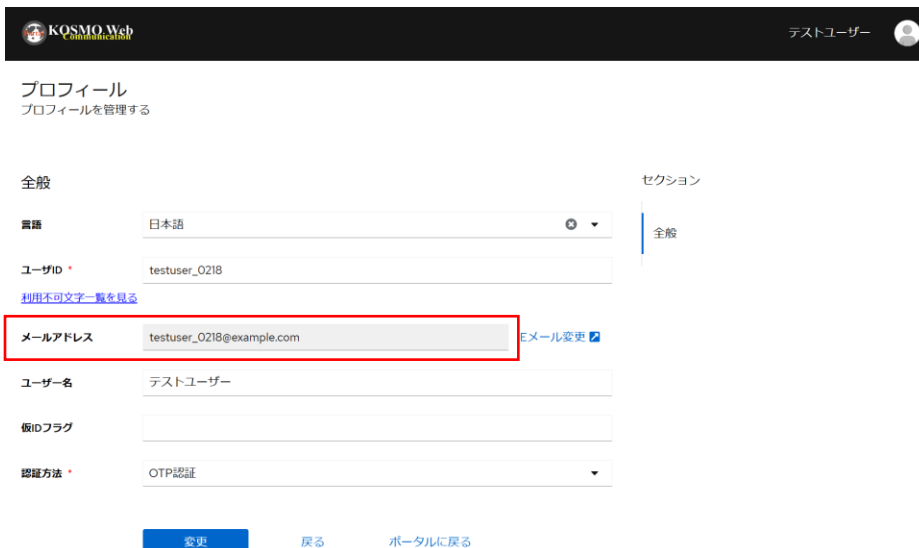 KOSMO.Web
Communication
テストユーザー
プロフィール
プロフィールを管理する
全般
セクション
言語
日本語
全般
ユーザID *
testuser_0218
利用不可文字一覧を見る
メールアドレス
testuser_0218@example.com
Eメール変更
ユーザー名
テストユーザー
仮IDフラグ
認証方法 *
OTP認証
変更
戻る
ポータルに戻る